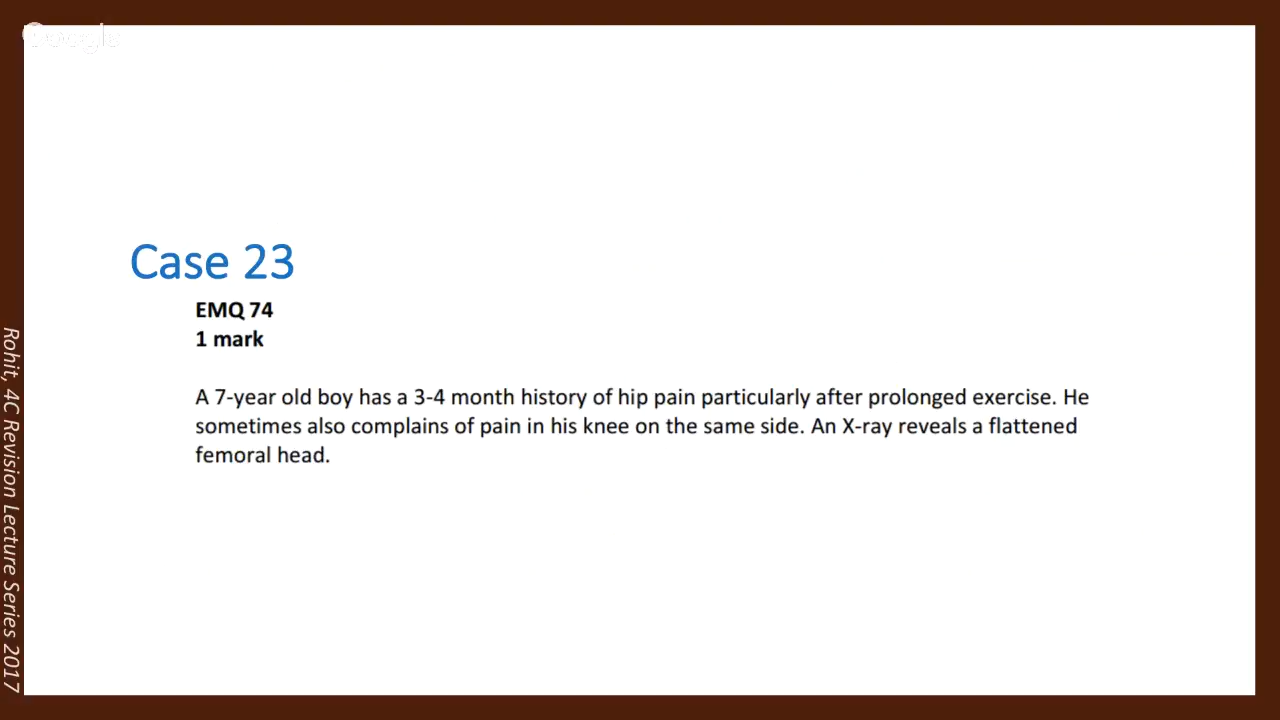 Google
Case 23
EMQ 74
1 mark
A 7-year old boy has a 3-4 month history of hip pain particularly after prolonged exercise. He
sometimes also complains of pain in his knee on the same side. An X-ray reveals a flattened
femoral head.
Rohit, 4C Revision Lecture Series 2017